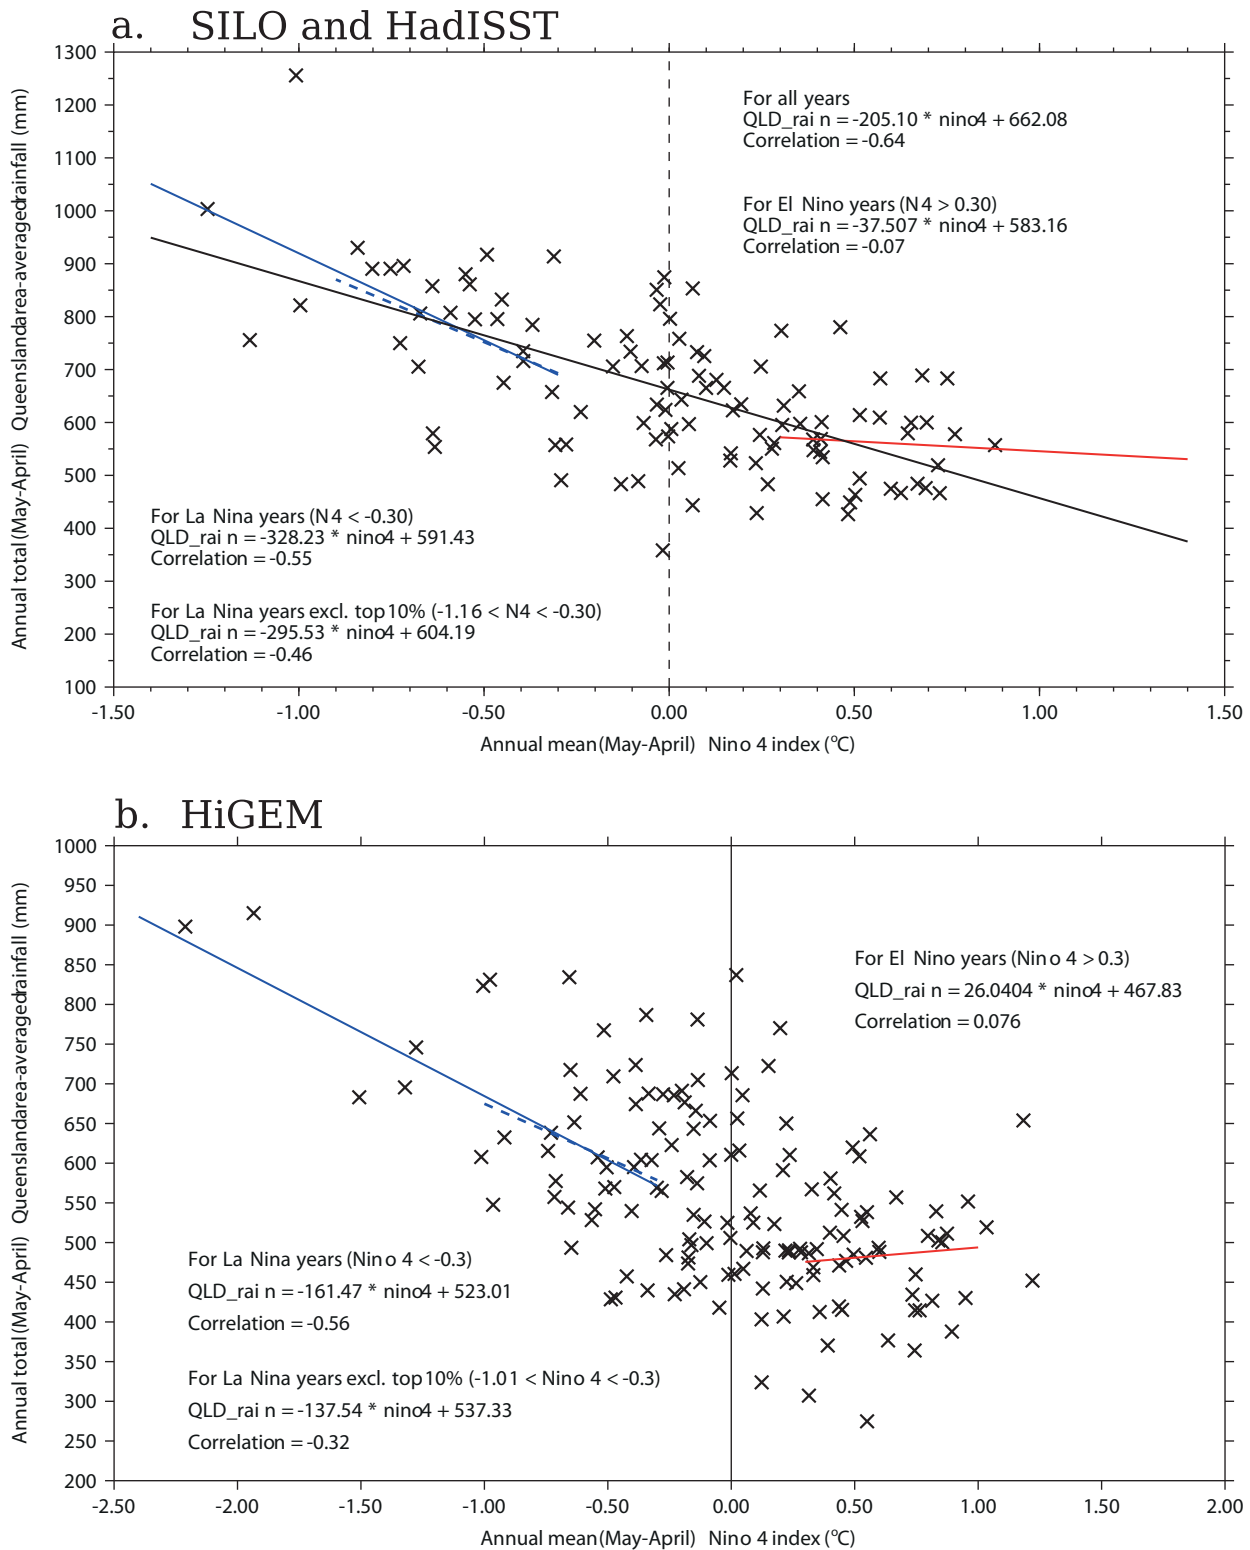 a. SILO and HadISST
1300
1200
1100
1000
900
800
700
600
500
400
300
200
100
Annual total (May-April) Queensland area-averaged rainfall (mm)
For all years
QLD_rai n = -205.10 * nino4 + 662.08
Correlation = -0.64
For El Nino years (N4 > 0.30)
QLD_rai n = -37.507 * nino4 + 583.16
Correlation = -0.07
For La Nina years (N4 < -0.30)
QLD_rai n = -328.23 * nino4 + 591.43
Correlation = -0.55
For La Nina years excl. top 10% (-1.16 < N4 < -0.30)
QLD_rai n = -295.53 * nino4 + 604.19
Correlation = -0.46
-1.50 -1.00 -0.50 0.00 0.50 1.00 1.50
Annual mean (May-April) Nino 4 index (°C)
b. HiGEM
1000
950
900
850
800
750
700
650
600
550
500
450
400
350
300
250
200
Annual total (May-April) Queensland area-averaged rainfall (mm)
For El Nino years (Nino 4 > 0.3)
QLD_rai n = 26.0404 * nino4 + 467.83
Correlation = 0.076
For La Nina years (Nino 4 < -0.3)
QLD_rai n = -161.47 * nino4 + 523.01
Correlation = -0.56
For La Nina years excl. top 10% (-1.01 < Nino 4 < -0.3)
QLD_rai n = -137.54 * nino4 + 537.33
Correlation = -0.32
-2.50 -2.00 -1.50 -1.00 -0.50 0.00 0.50 1.00 1.50 2.00
Annual mean (May-April) Nino 4 index (°C)